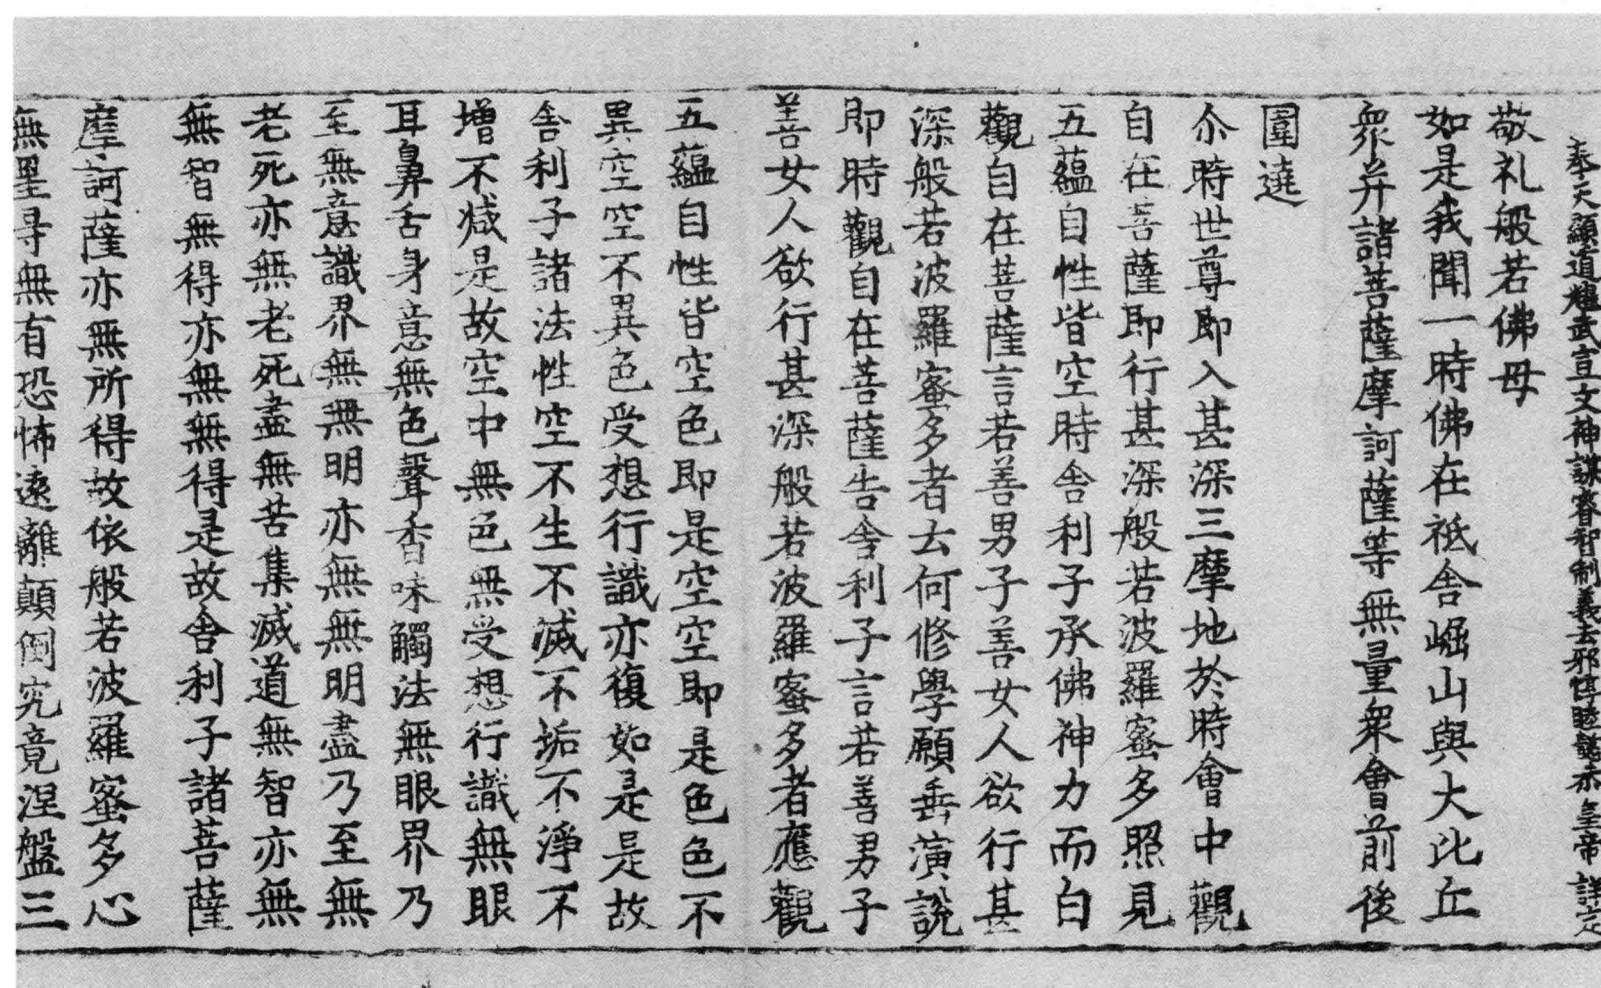 奉天顯道耀武宣文神謀睿智制義去邪惇睦懿恭皇帝 詳定
敬礼般若佛母
如是我聞一時佛在祇舍崛山與大比丘
衆并諸菩薩摩訶薩等無量衆會前後
圍遶
尒時世尊即入甚深三摩地於時會中觀
自在菩薩即行甚深般若波羅蜜多照見
五蘊自性皆空時舍利子承佛神力而白
觀自在菩薩言若善男子善女人欲行甚
深般若波羅蜜多者去何修學願垂演說
即時觀自在菩薩告舍利子言若善男子
善女人欲行甚深般若波羅蜜多者應觀
五蘊自性皆空色即是空空即是色色不
異空空不異色受想行識亦復如是是故
舍利子諸法性空不生不滅不垢不淨不
增不減是故空中無色無受想行識無眼
耳鼻舌身意無色聲香味觸法無眼界乃
至無意識界無無明亦無無明盡乃至無
老死亦無老死盡無苦集滅道無智亦無
無智無得亦無無得是故舍利子諸菩薩
摩訶薩亦無所得故依般若波羅蜜多心
無罣㝵無有恐怖遠離顛倒究竟涅盤三